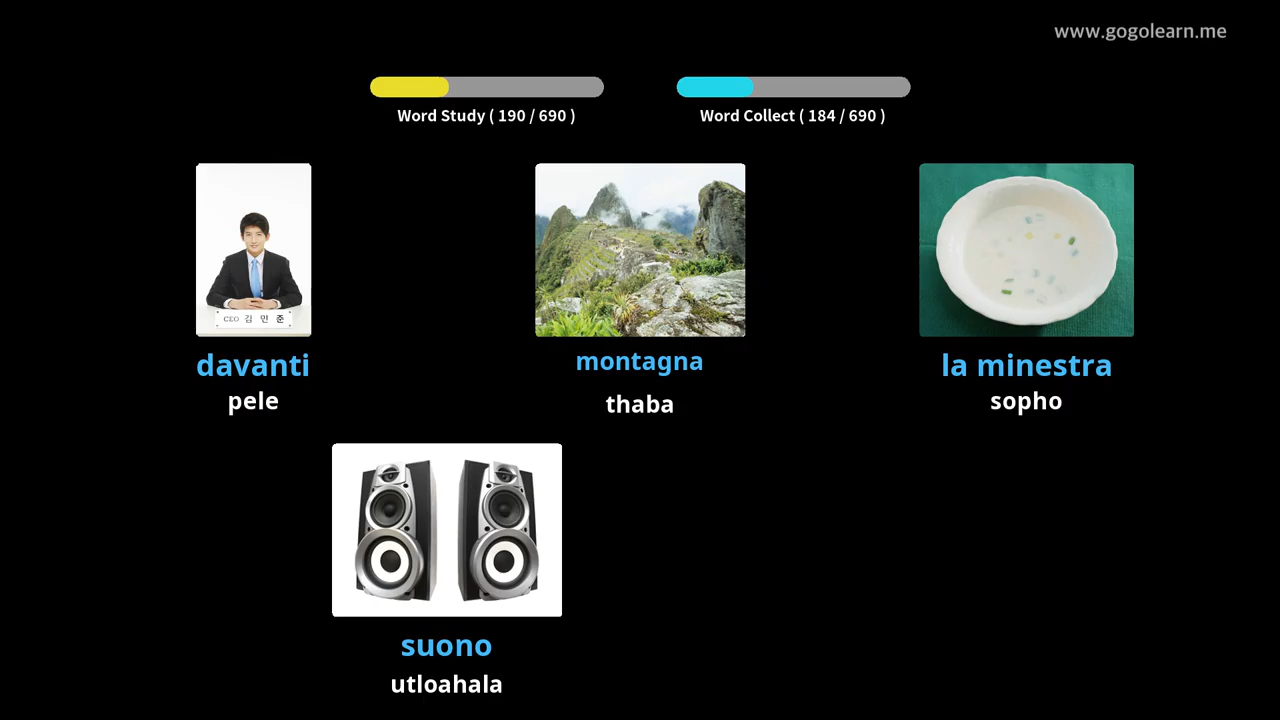 www.gogolearn.me
Word Study ( 190 / 690 )
Word Collect ( 184 / 690 )
CEO 김 민 준
davanti
pele
montagna
thaba
la minestra
sopho
suono
utloahala